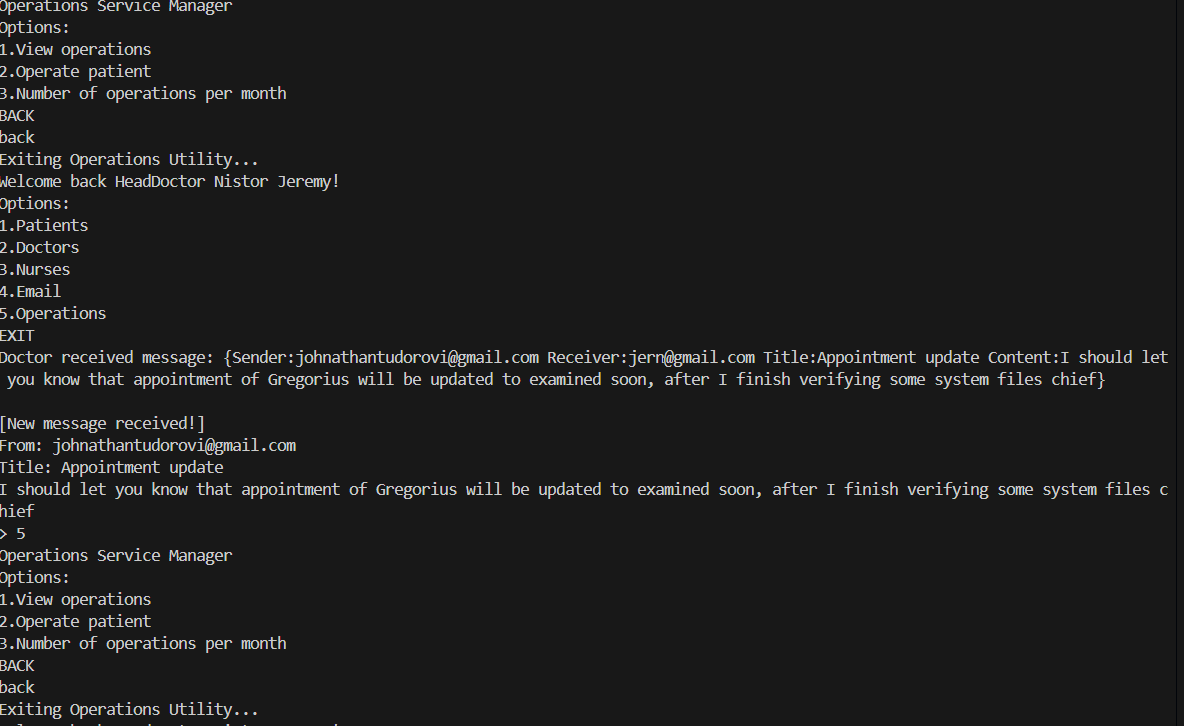 Operations Service Manager
Options:
1.View operations
2.Operate patient
3.Number of operations per month
BACK
back
Exiting Operations Utility...
Welcome back HeadDoctor Nistor Jeremy!
Options:
1.Patients
2.Doctors
3.Nurses
4.Email
5.Operations
EXIT
Doctor received message: {Sender:johnathantudorovi@gmail.com Receiver:jern@gmail.com Title:Appointment update Content:I should let
you know that appointment of Gregorius will be updated to examined soon, after I finish verifying some system files chief}
[New message received!]
From: johnathantudorovi@gmail.com
Title: Appointment update
I should let you know that appointment of Gregorius will be updated to examined soon, after I finish verifying some system files c
hief
> 5
Operations Service Manager
Options:
1.View operations
2.Operate patient
3.Number of operations per month
BACK
back
Exiting Operations Utility...